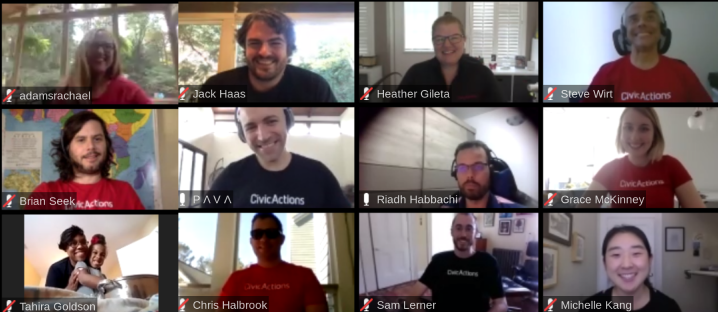 adamsrachael
Jack Haas
Heather Gileta
CivicActions
Steve Wirt
CivicActions
Brian Seek
CivicActions
P Λ V Λ
Riadh Habbachi
CivicActions
Grace McKinney
Tahira Goldson
Chris Halbrook
CivicActions
Sam Lerner
Michelle Kang